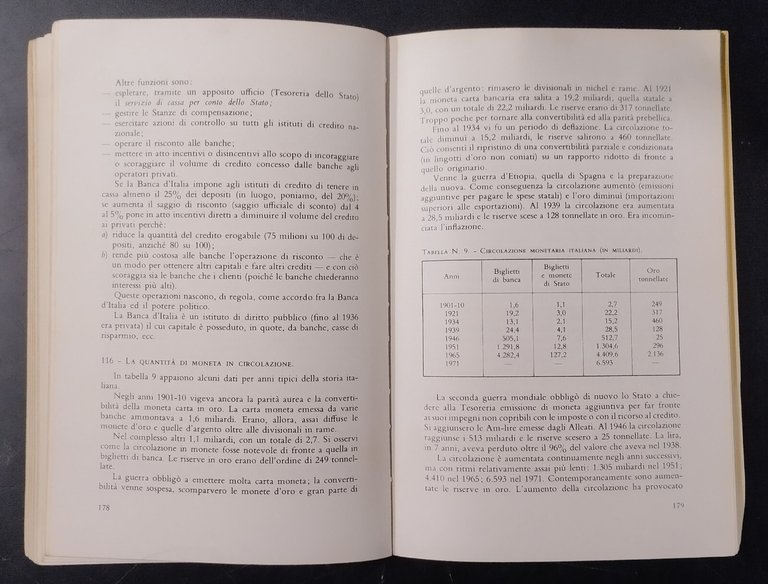 Altre funzioni sono:
— espletare, tramite un apposito ufficio (Tesoreria dello Stato)
il servizio di cassa per conto dello Stato;
— gestire le Stanze di compensazione;
— esercitare azioni di controllo su tutti gli istituti di credito na-
zionale;
— operare il risconto alle banche;
— mettere in atto incentivi o disincentivi allo scopo di incoraggiare
o scoraggiare il volume di credito concesso dalle banche agli
operatori privati.
Se la Banca d'Italia impone agli istituti di credito di tenere in
cassa almeno il 25% dei depositi (in luogo, poniamo, del 20%);
se aumenta il saggio di risconto (saggio ufficiale di sconto) dal 4
al 5% pone in atto incentivi diretti a diminuire il volume del credito
ai privati perchè:
a) riduce la quantità del credito erogabile (75 milioni su 100 di de-
positi, anziché 80 su 100);
b) rende più costosa alle banche l'operazione di risconto — che è
un modo per ottenere altri capitali e fare altri crediti — e con ciò
scoraggia sia le banche che i clienti (poschè le banche chiederanno
interessi più alti).
Queste operazioni nascono, di regola, come accordo fra la Banca
d'Italia ed il potere politico.
La Banca d'Italia è un istituto di diritto pubblico (fino al 1936
era privata) il cui capitale è posseduto, in quote, da banche, casse di
risparmio, ecc.
116 - LA QUANTITÀ DI MONETA IN CIRCOLAZIONE.
In tabella 9 appaiono alcuni dati per anni tipici della storia ita-
liana.
Negli anni 1901-10 vigeva ancora la parità aurea e la converti-
bilità della moneta carta in oro. La carta moneta emessa da varie
banche ammontava a 1,6 miliardi. Erano, allora, assai diffuse le
monete d'oro e quelle d'argento oltre alle divisionali in rame.
Nel complesso altri 1,1 miliardi, con un totale di 2,7. Si osservi
come la circolazione in monete fosse notevole di fronte a quella in
biglietti di banca. Le riserve in oro erano dell'ordine di 249 tonnel-
late.
La guerra obbligò a emettere molta carta moneta; la converti-
bilità venne sospesa, scomparvero le monete d'oro e gran parte di
178
quelle d'argento: rimasero le divisionali in nichel e rame. Al 1921
la moneta carta bancaria era salita a 19,2 miliardi, quella statale a
3,0, con un totale di 22,2 miliardi. Le riserve erano di 317 tonnellate
Troppo poche per tornare alla convertibilità ed alla parità prebellica.
Fino al 1934 vi fu un periodo di deflazione. La circolazione to-
tale diminuì a 15,2 miliardi, le riserve salirono a 460 tonnellate.
Ciò consentì il ripristino di una convertibilità parziale e condizionata
(in lingotti d'oro non coniati) su un rapporto ridotto di fronte a
quello originario.
Venne la guerra d'Etiopia, quella di Spagna e la preparazione
della nuova. Come conseguenza la circolazione aumentò (emissioni
aggiuntive per pagare le spese statali) e l'oro diminuì (importazioni
superiori alle esportazioni). Al 1939 la circolazione era aumentata
a 28,5 miliardi e le riserve scese a 128 tonnellate in oro. Era incomin-
ciata l'inflazione.
TABELLA N. 9 - CIRCOLAZIONE MONETARIA ITALIANA (IN MILIARDI).
Anni Biglietti di banca Biglietti e monete di Stato Totale Oro tonnellate
1901-10 1,6 1,1 2,7 249
1921 19,2 3,0 22,2 317
1934 13,1 2,1 15,2 460
1939 24,4 4,1 28,5 128
1946 505,1 7,6 512,7 25
1951 1.291,8 12,8 1.304,6 296
1965 4.282,4 127,2 4.409,6 2.136
1971 — — 6.593 —
La seconda guerra mondiale obbligò di nuovo lo Stato a chie-
dere alla Tesoreria emissione di moneta aggiuntiva per far fronte
ai suoi impegni non copribili con le imposte o con il ricorso al credito.
Si aggiunsero le Am-lire emesse dagli Alleati. Al 1946 la circolazione
raggiunse i 513 miliardi e le riserve scesero a 25 tonnellate. La lira,
in 7 anni, aveva perduto oltre il 96% del valore che aveva nel 1938.
La circolazione è aumentata continuamente negli anni successivi,
ma con ritmi relativamente assai più lenti: 1.305 miliardi nel 1951;
4.410 nel 1965; 6.593 nel 1971. Contemporaneamente sono aumen-
tate le riserve in oro. L'aumento della circolazione ha provocato
179